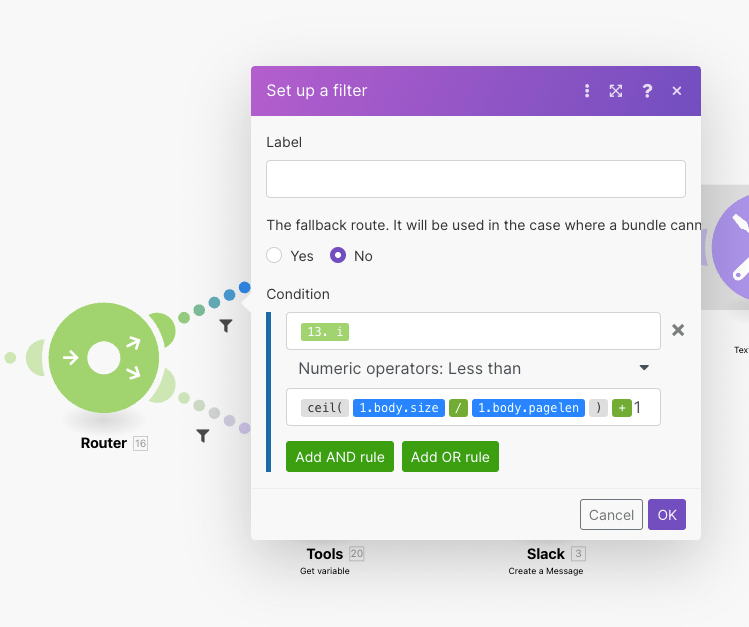 Set up a filter
?
Label
The fallback route. It will be used in the case where a bundle cann
Yes
No
Condition
13. i
Numeric operators: Less than
ceil( 1.body.size / 1.body.pagelen ) + 1
Add AND rule
Add OR rule
Cancel
OK
Router 16
Text
Tools 20
Get variable
Slack 3
Create a Message